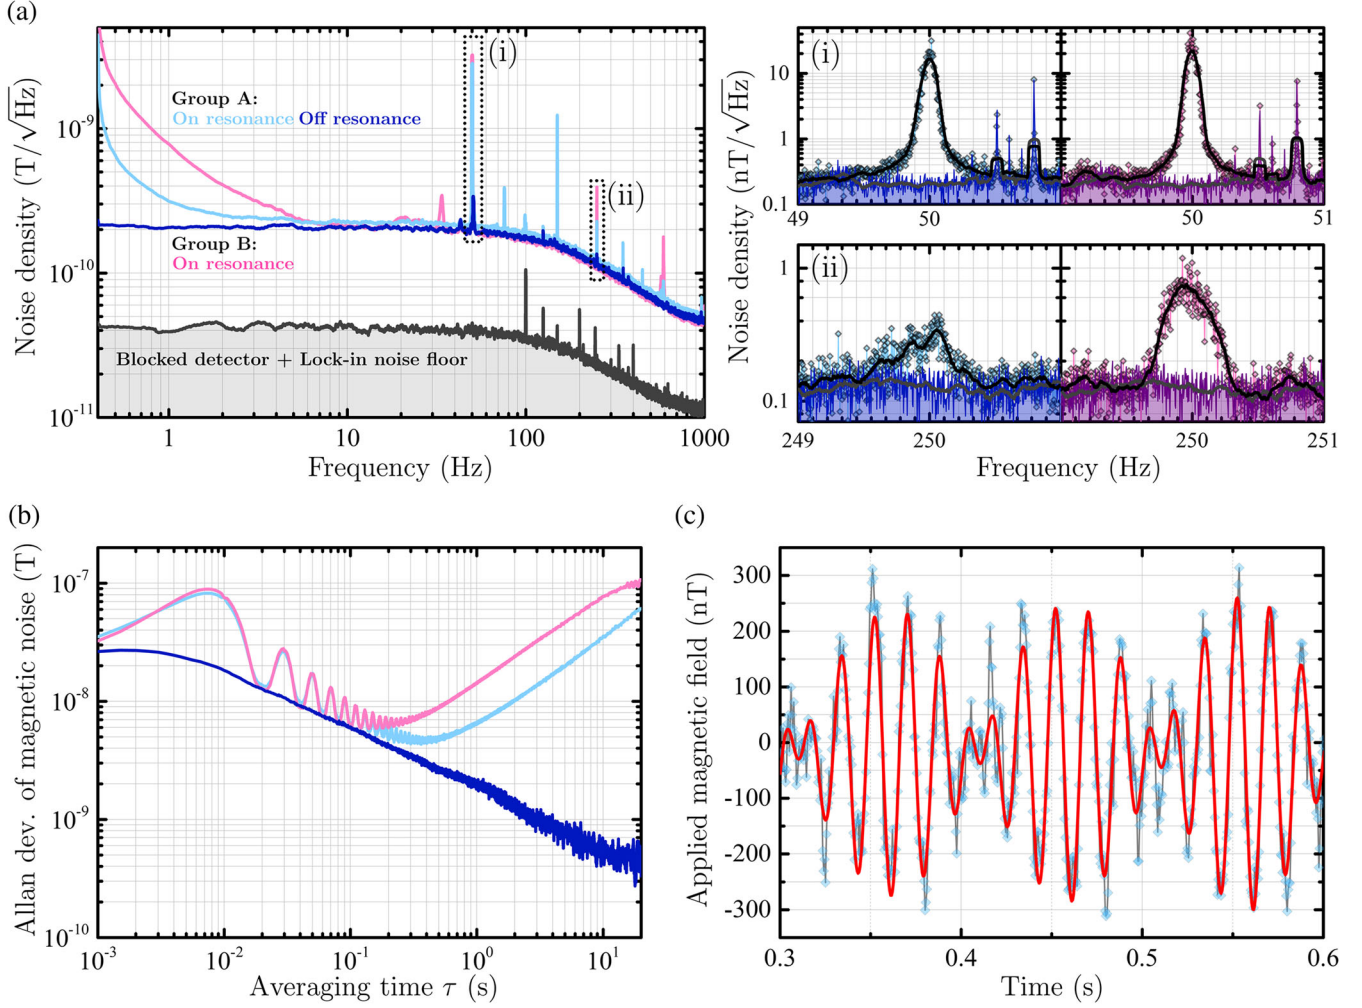 (a)
Noise density (T/√Hz)
10⁻⁹
10⁻¹⁰
10⁻¹¹
Group A:
On resonance Off resonance
Group B:
On resonance
Blocked detector + Lock-in noise floor
(i)
(ii)
1 10 100 1000
Frequency (Hz)
Noise density (nT/√Hz)
(i)
10
1
0.1
49 50 50 51
(ii)
1
0.1
249 250 250 251
Frequency (Hz)
(b)
Allan dev. of magnetic noise (T)
10⁻⁷
10⁻⁸
10⁻⁹
10⁻¹⁰
10⁻³ 10⁻² 10⁻¹ 10⁰ 10¹
Averaging time τ (s)
(c)
Applied magnetic field (nT)
300
200
100
0
-100
-200
-300
0.3 0.4 0.5 0.6
Time (s)